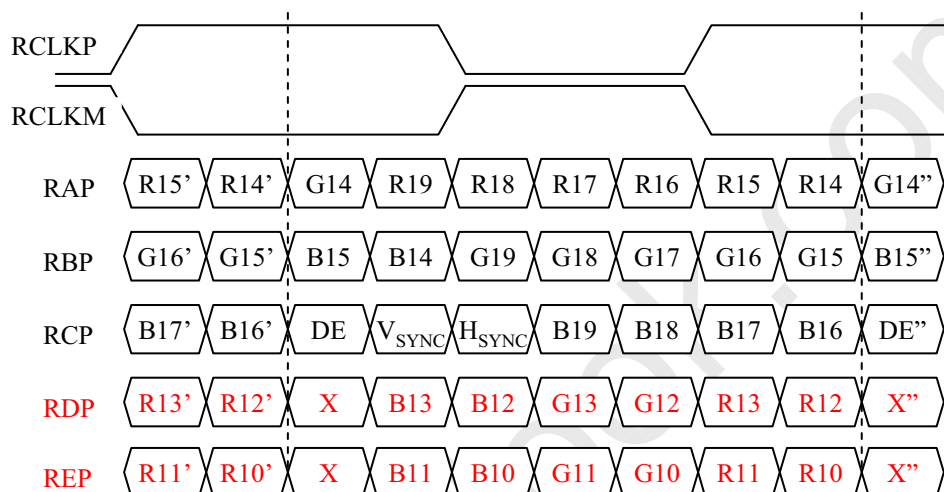 RCLKP
RCLKM
RAP R15’ R14’ G14 R19 R18 R17 R16 R15 R14 G14”
RBP G16’ G15’ B15 B14 G19 G18 G17 G16 G15 B15”
RCP B17’ B16’ DE VSYNC HSYNC B19 B18 B17 B16 DE”
RDP R13’ R12’ X B13 B12 G13 G12 R13 R12 X”
REP R11’ R10’ X B11 B10 G11 G10 R11 R10 X”